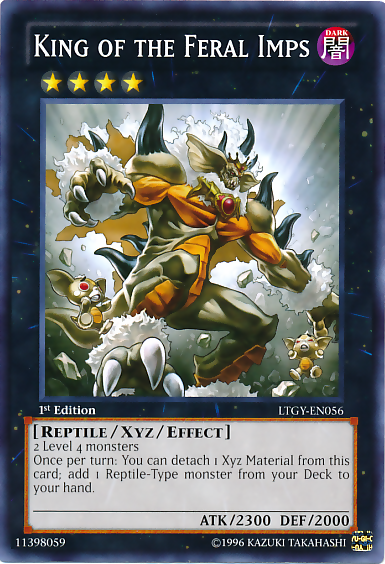 KING OF THE FERAL IMPS
DARK
闇
1st Edition
LTGY-EN056
[REPTILE/XYZ/EFFECT]
2 Level 4 monsters
Once per turn: You can detach 1 Xyz Material from this
card; add 1 Reptile-Type monster from your Deck to
your hand.
ATK/2300 DEF/2000
11398059
©1996 KAZUKI TAKAHASHI